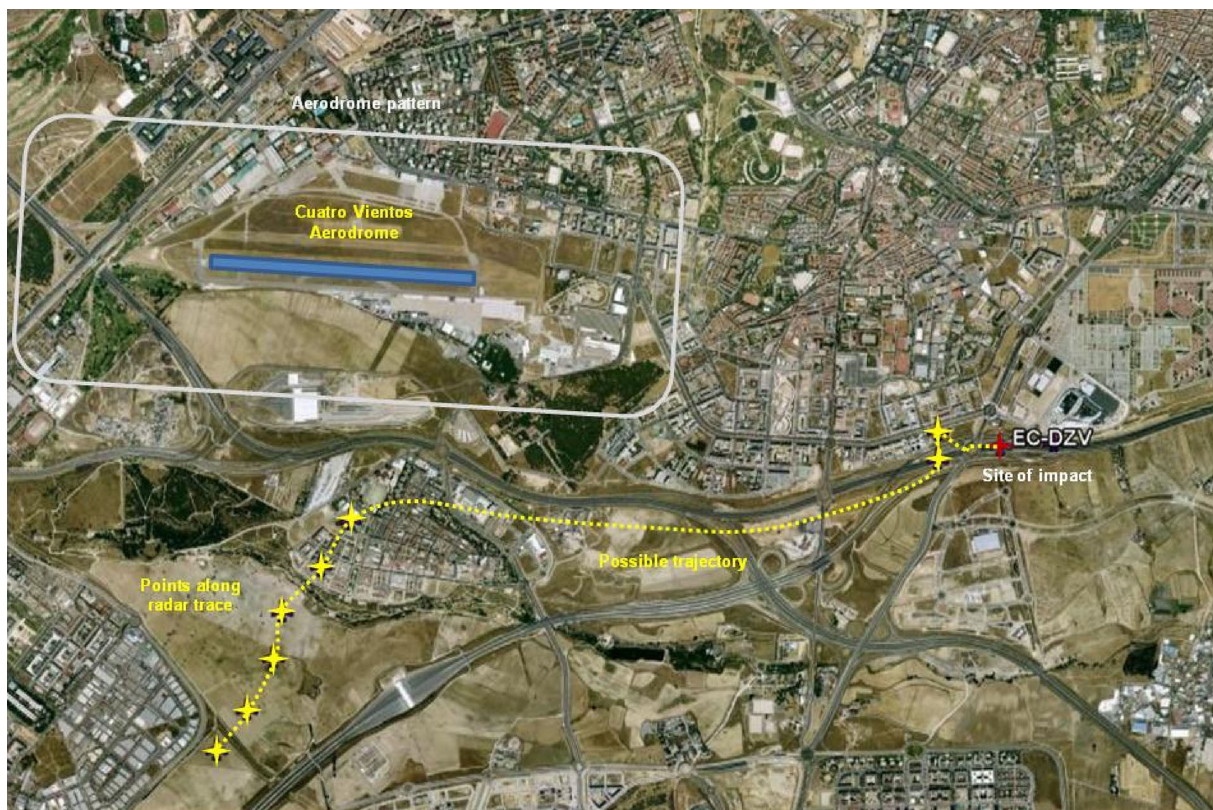 Aerodrome pattern
Cuatro Vientos
Aerodrome
EC-DZV
Site of impact
Possible trajectory
Points along
radar trace